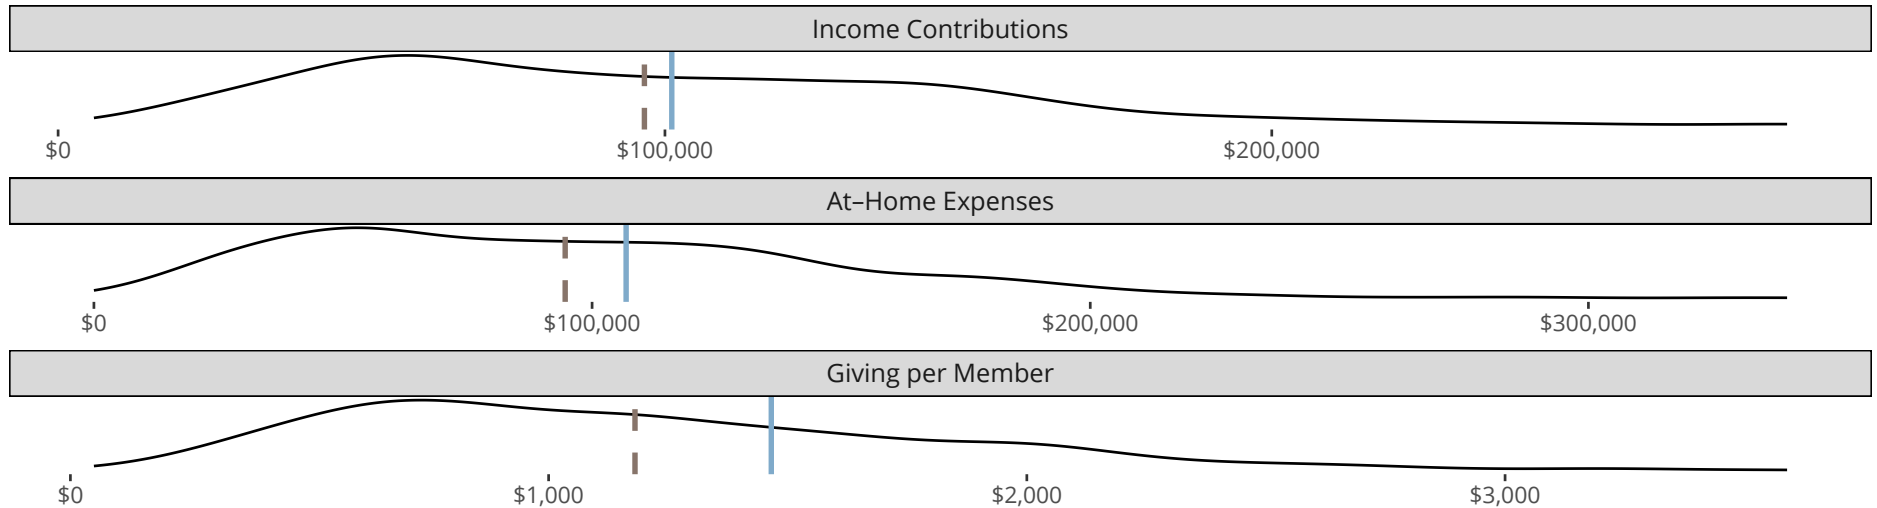 Income Contributions
$0 $100,000 $200,000
At–Home Expenses
$0 $100,000 $200,000 $300,000
Giving per Member
$0 $1,000 $2,000 $3,000